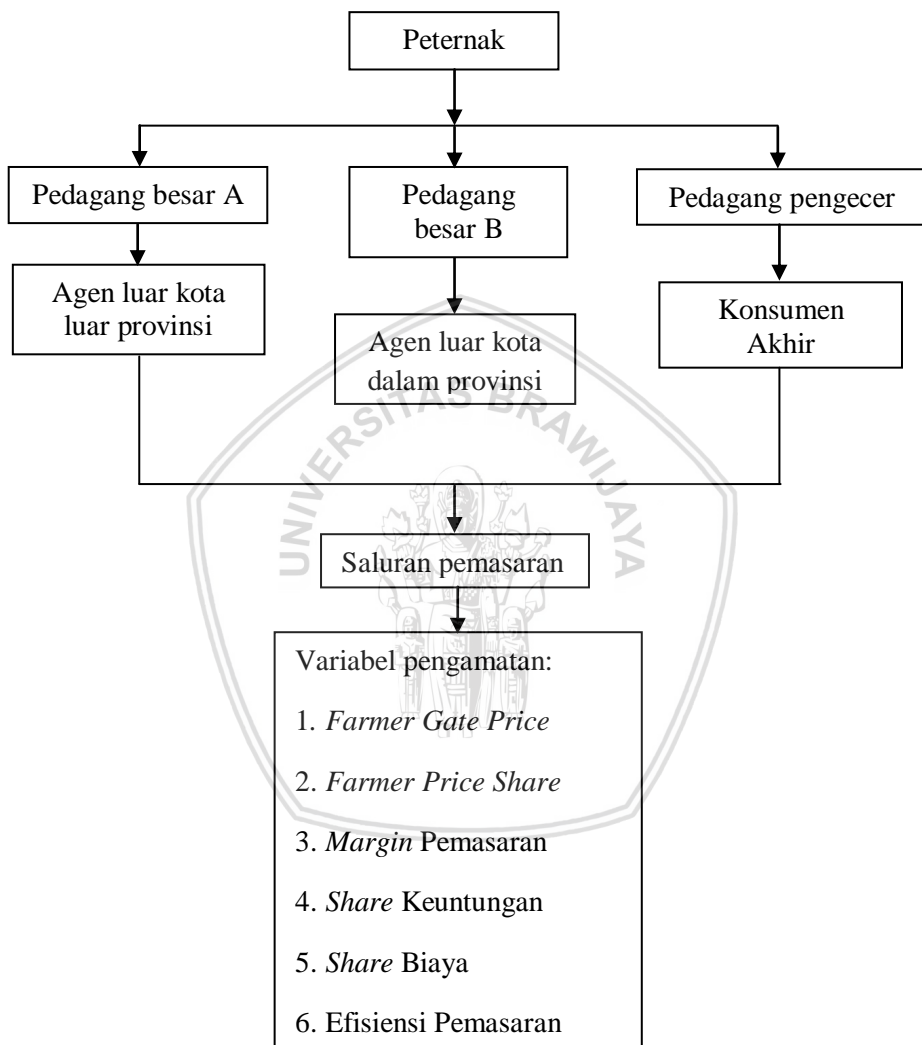 Peternak
Pedagang besar A
Pedagang
besar B
Pedagang pengecer
Agen luar kota
luar provinsi
Agen luar kota
dalam provinsi
Konsumen
Akhir
UNIVERSITAS BRAWIJAYA
Saluran pemasaran
Variabel pengamatan:
1. Farmer Gate Price
2. Farmer Price Share
3. Margin Pemasaran
4. Share Keuntungan
5. Share Biaya
6. Efisiensi Pemasaran